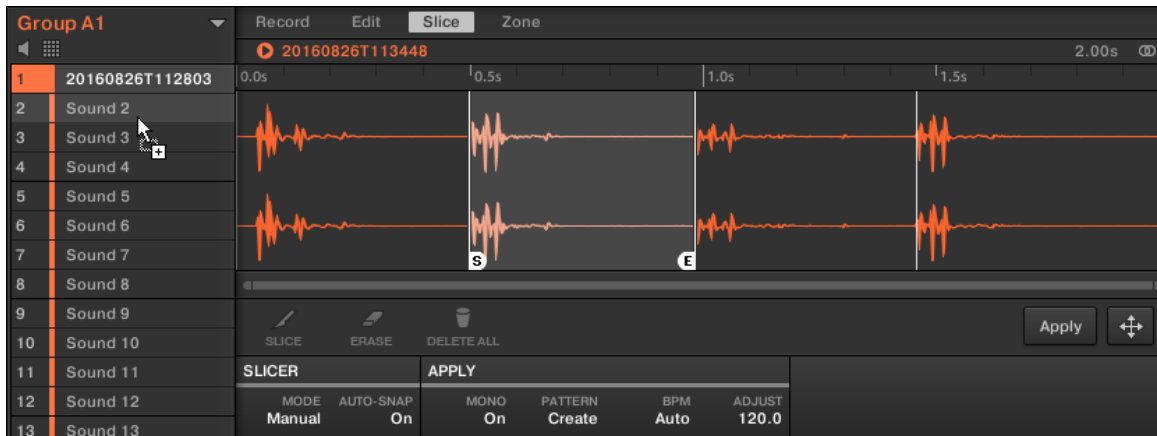 Group A1
Record Edit Slice Zone
20160826T113448 2.00s
1 20160826T112803
0.0s 0.5s 1.0s 1.5s
2 Sound 2
3 Sound 3
4 Sound 4
5 Sound 5
6 Sound 6
7 Sound 7
S E
8 Sound 8
9 Sound 9
10 Sound 10
11 Sound 11
12 Sound 12
13 Sound 13
SLICE ERASE DELETE ALL Apply
SLICER APPLY
MODE AUTO-SNAP MONO PATTERN BPM ADJUST
Manual On On Create Auto 120.0